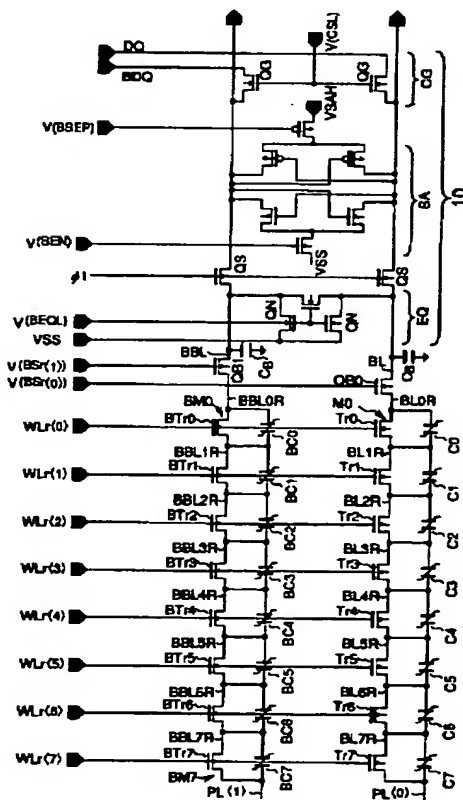 BDQ
DQ
V(CSL)
QG
QG
CG
VSAH
V(BSEP)
SA
1D
V(BEN)
VSS
QS
QS
ϕ1
V(BEQL)
QN
QN
EQ
VSS
BBL
CB
BL
CB
V(BSr(1))
QB1
V(BSr(0))
QB0
BBL0R
BL0R
BM0
M0
WLr(0)
BTr0
BC0
Tr0
C0
BBL1R
BL1R
WLr(1)
BTr1
BC1
Tr1
C1
BBL2R
BL2R
WLr(2)
BTr2
BC2
Tr2
C2
BBL3R
BL3R
WLr(3)
BTr3
BC3
Tr3
C3
BBL4R
BL4R
WLr(4)
BTr4
BC4
Tr4
C4
BBL5R
BL5R
WLr(5)
BTr5
BC5
Tr5
C5
BBL6R
BL6R
WLr(6)
BTr6
BC6
Tr6
C6
BBL7R
BL7R
WLr(7)
BTr7
BC7
Tr7
C7
BM7
PL(1)
PL(0)